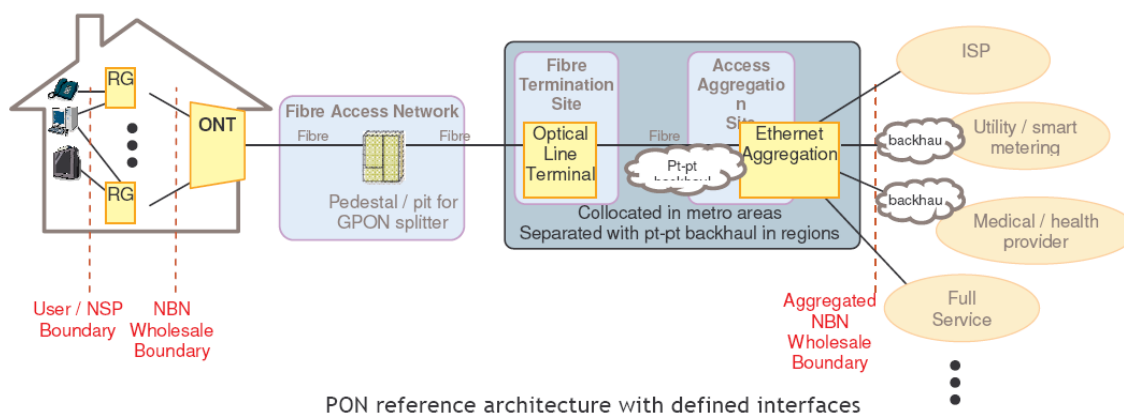 RG
RG
ONT
User / NSP
Boundary
NBN
Wholesale
Boundary
Fibre Access Network
Fibre
Fibre
Pedestal / pit for
GPON splitter
Fibre
Termination
Site
Optical
Line
Terminal
Fibre
Pt-pt
Access
Aggregatio
n
Site
Ethernet
Aggregation
Collocated in metro areas
Separated with pt-pt backhaul in regions
Aggregated
NBN
Wholesale
Boundary
ISP
backhau
Utility / smart
metering
backhau
Medical / health
provider
Full
Service
PON reference architecture with defined interfaces